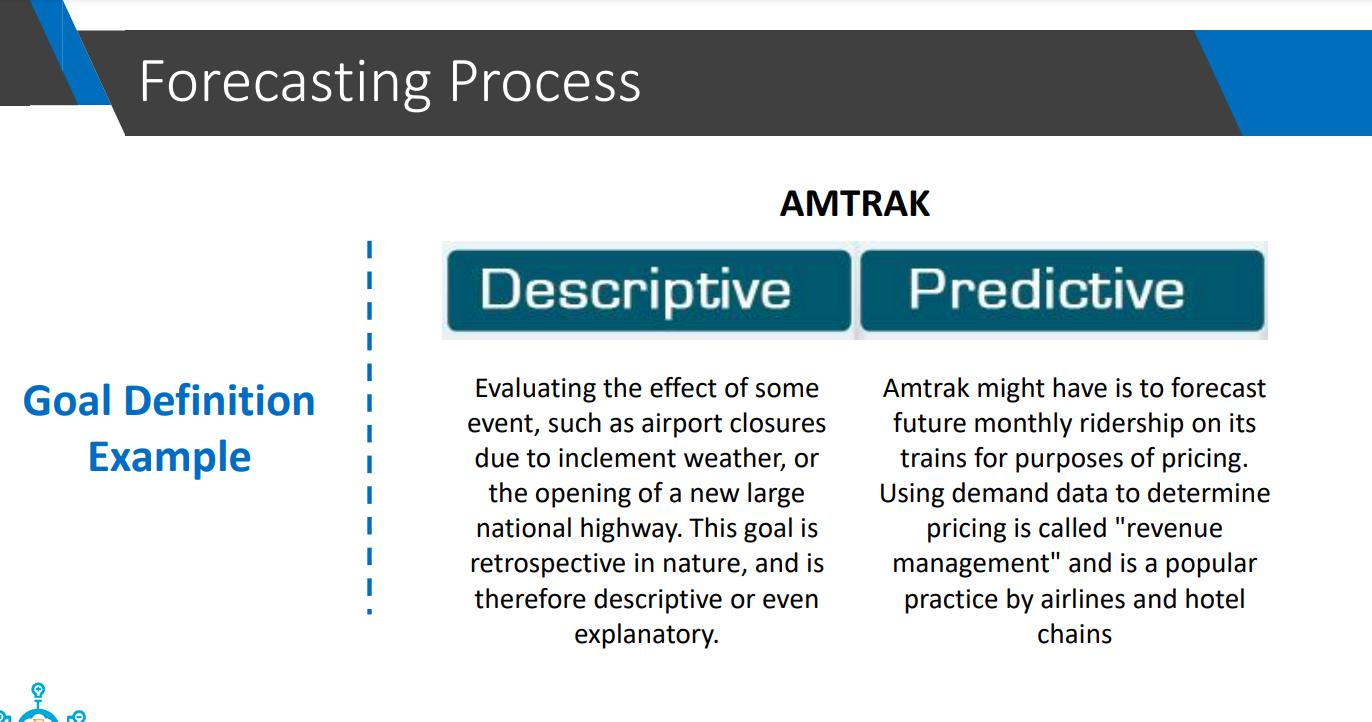 Forecasting Process
AMTRAK
Descriptive
Predictive
Goal Definition
Example
Evaluating the effect of some
event, such as airport closures
due to inclement weather, or
the opening of a new large
national highway. This goal is
retrospective in nature, and is
therefore descriptive or even
explanatory.
Amtrak might have is to forecast
future monthly ridership on its
trains for purposes of pricing.
Using demand data to determine
pricing is called "revenue
management" and is a popular
practice by airlines and hotel
chains